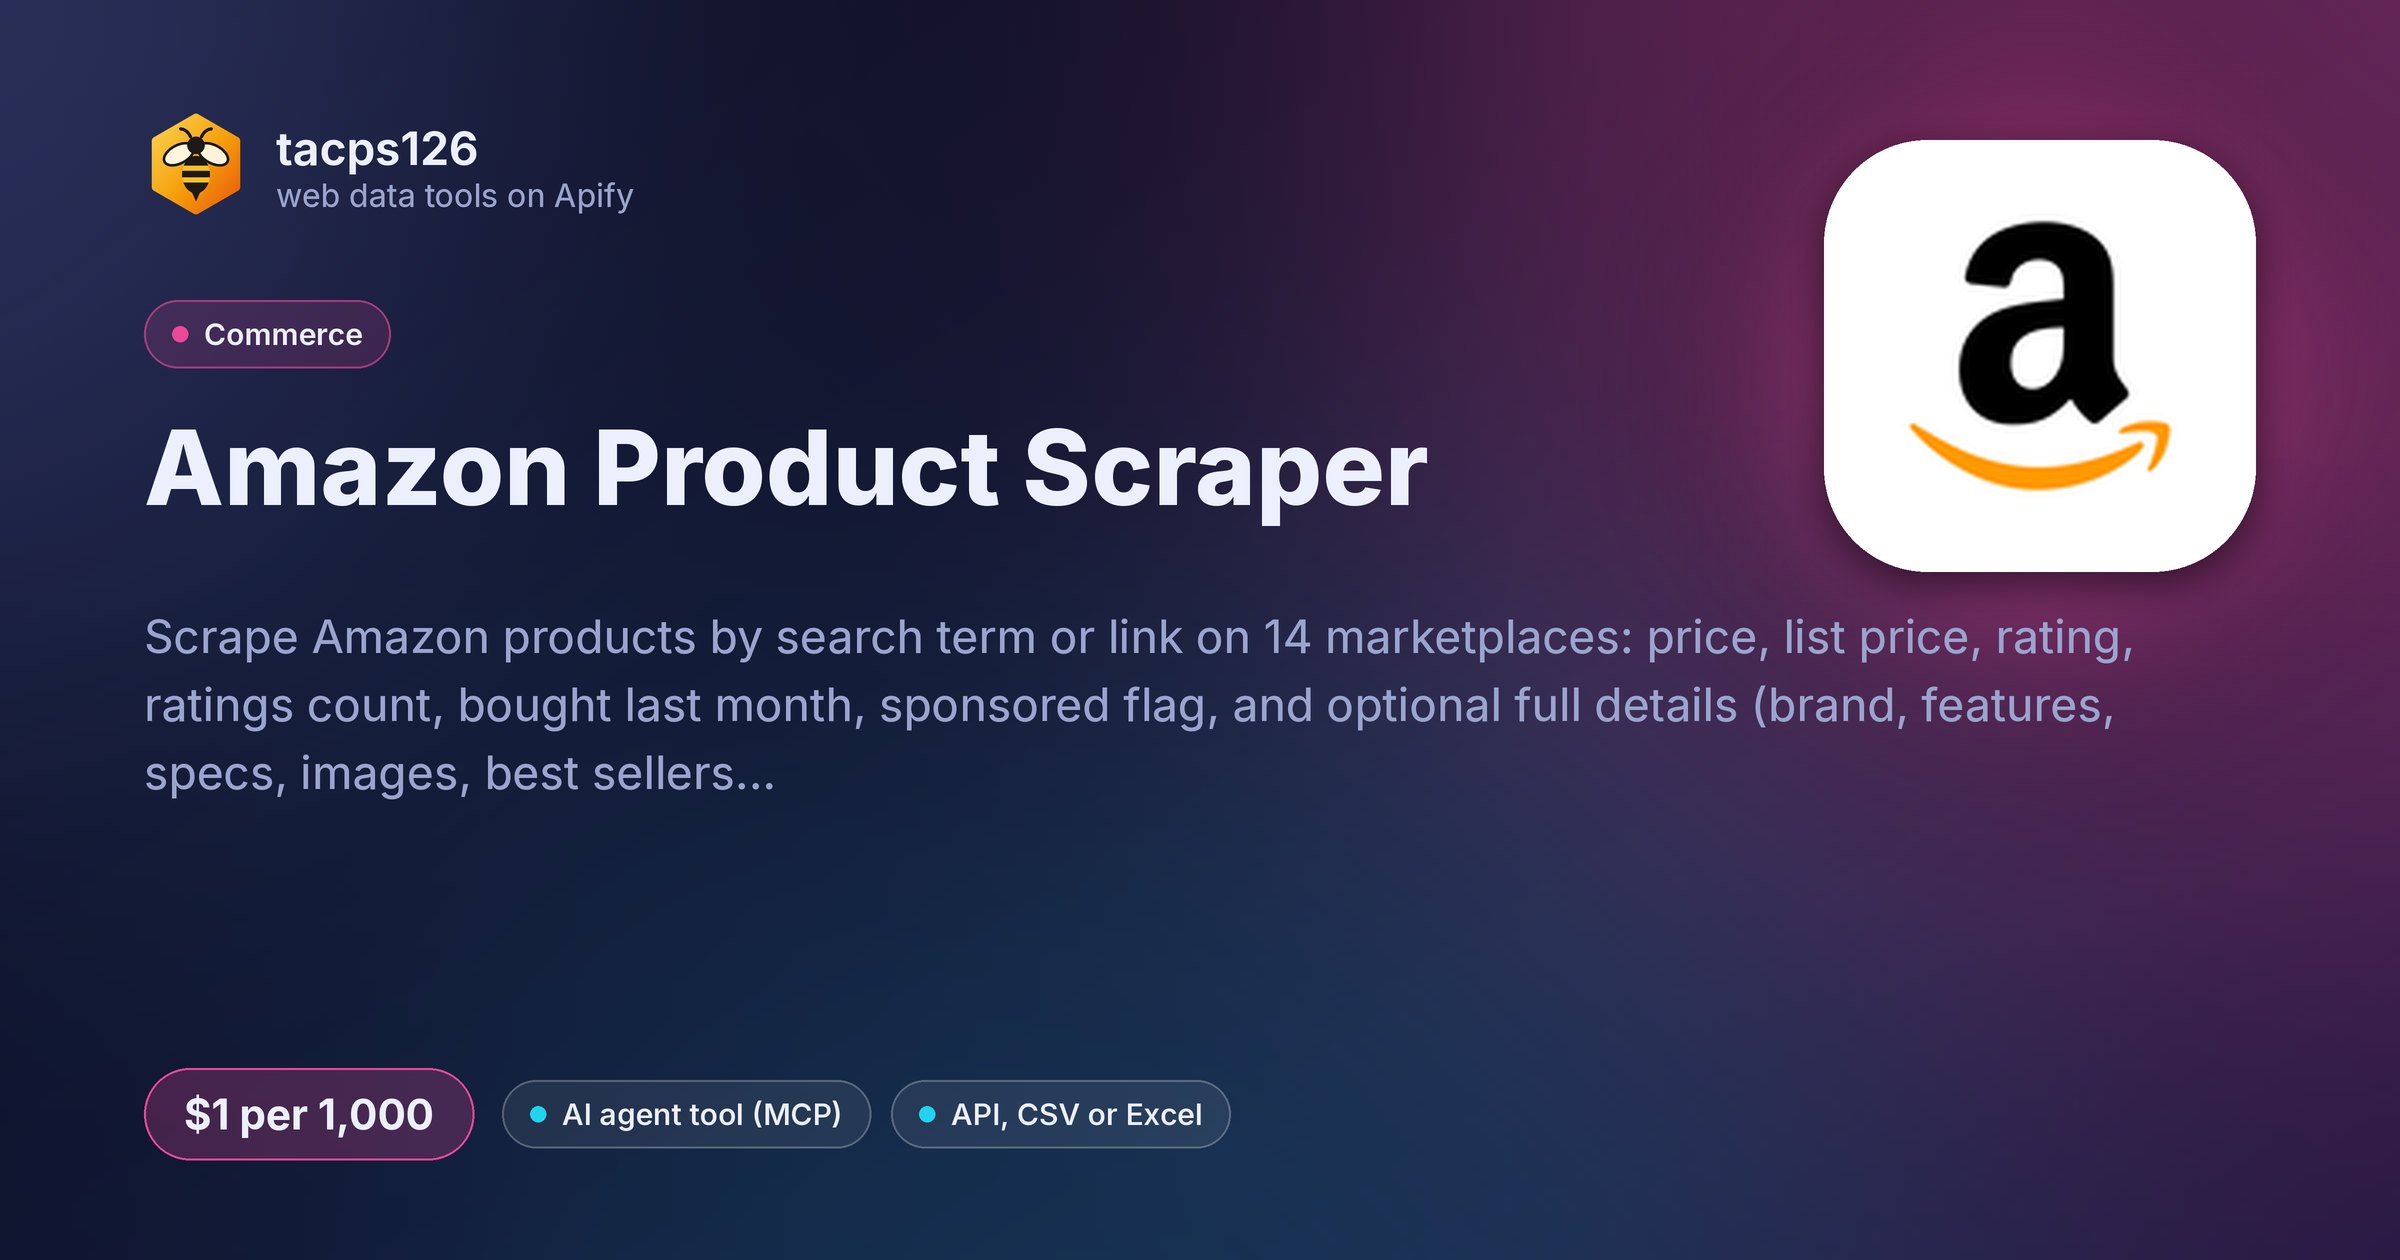 tacps126
web data tools on Apify
Commerce
Amazon Product Scraper
Scrape Amazon products by search term or link on 14 marketplaces: price, list price, rating,
ratings count, bought last month, sponsored flag, and optional full details (brand, features,
specs, images, best sellers...
$1 per 1,000
AI agent tool (MCP)
API, CSV or Excel
a